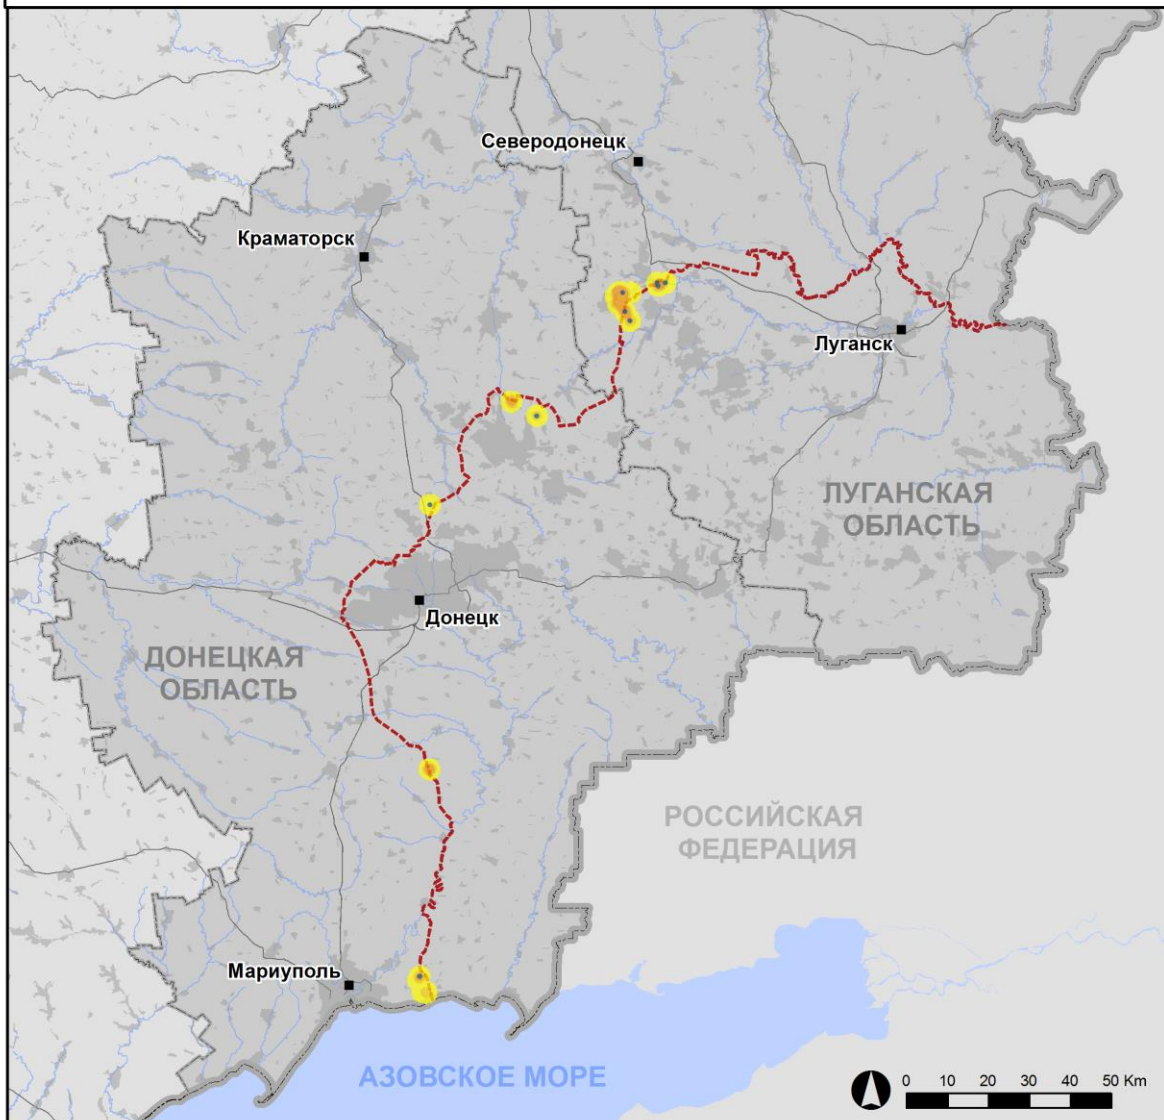 Северодонецк
Краматорск
Луганск
ЛУГАНСКАЯ
ОБЛАСТЬ
Донецк
ДОНЕЦКАЯ
ОБЛАСТЬ
РОССИЙСКАЯ
ФЕДЕРАЦИЯ
Мариуполь
АЗОВСКОЕ МОРЕ
0 10 20 30 40 50 Km